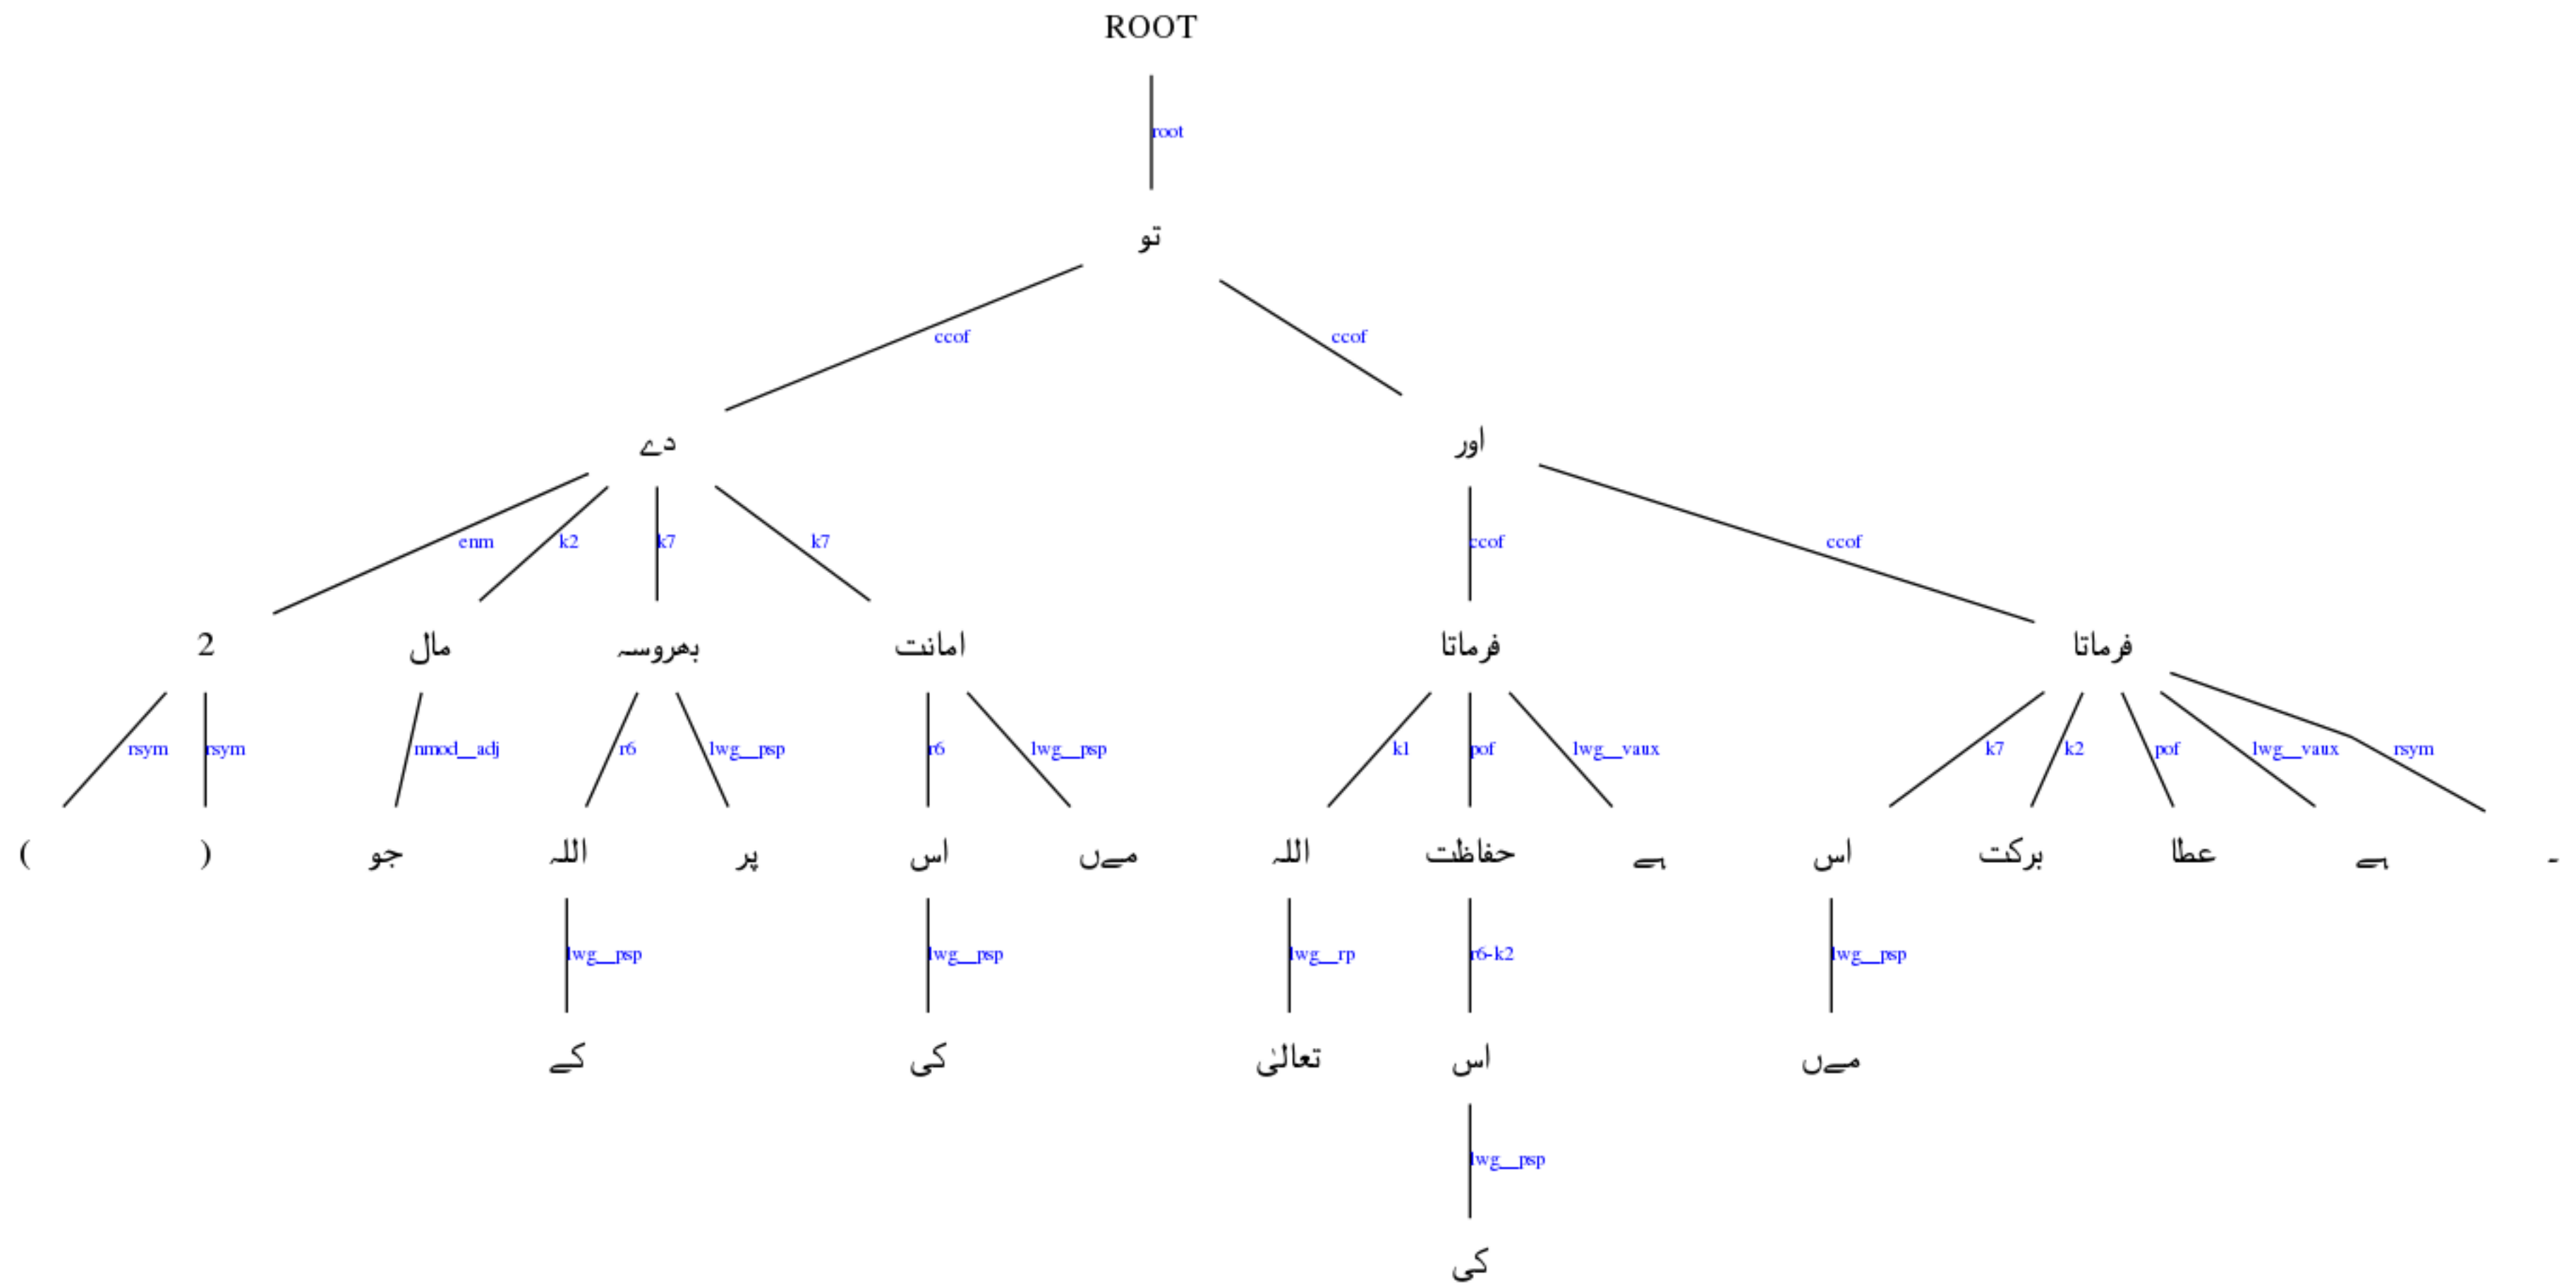 ROOT
root
تو
ccof ccof
دے اور
enm k2 k7 k7 ccof ccof
2 مال بھروسہ امانت فرماتا فرماتا
rsym rsym nmod__adj r6 lwg__psp r6 lwg__psp k1 pof lwg__vaux k7 k2 pof lwg__vaux rsym
( ) جو اللہ پر اس مےں اللہ حفاظت ہے اس برکت عطا ہے ۔
lwg__psp lwg__psp lwg__rp r6-k2 lwg__psp
کے کی تعالیٰ اس مےں
lwg__psp
کی